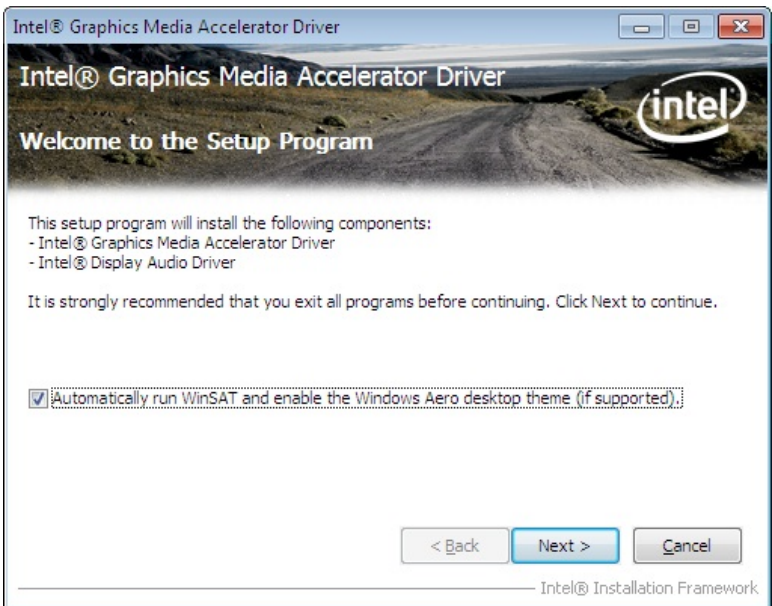 Intel® Graphics Media Accelerator Driver
Intel® Graphics Media Accelerator Driver
intel
Welcome to the Setup Program
This setup program will install the following components:
- Intel® Graphics Media Accelerator Driver
- Intel® Display Audio Driver
It is strongly recommended that you exit all programs before continuing. Click Next to continue.
Automatically run WinSAT and enable the Windows Aero desktop theme (if supported).
< Back Next > Cancel
Intel® Installation Framework